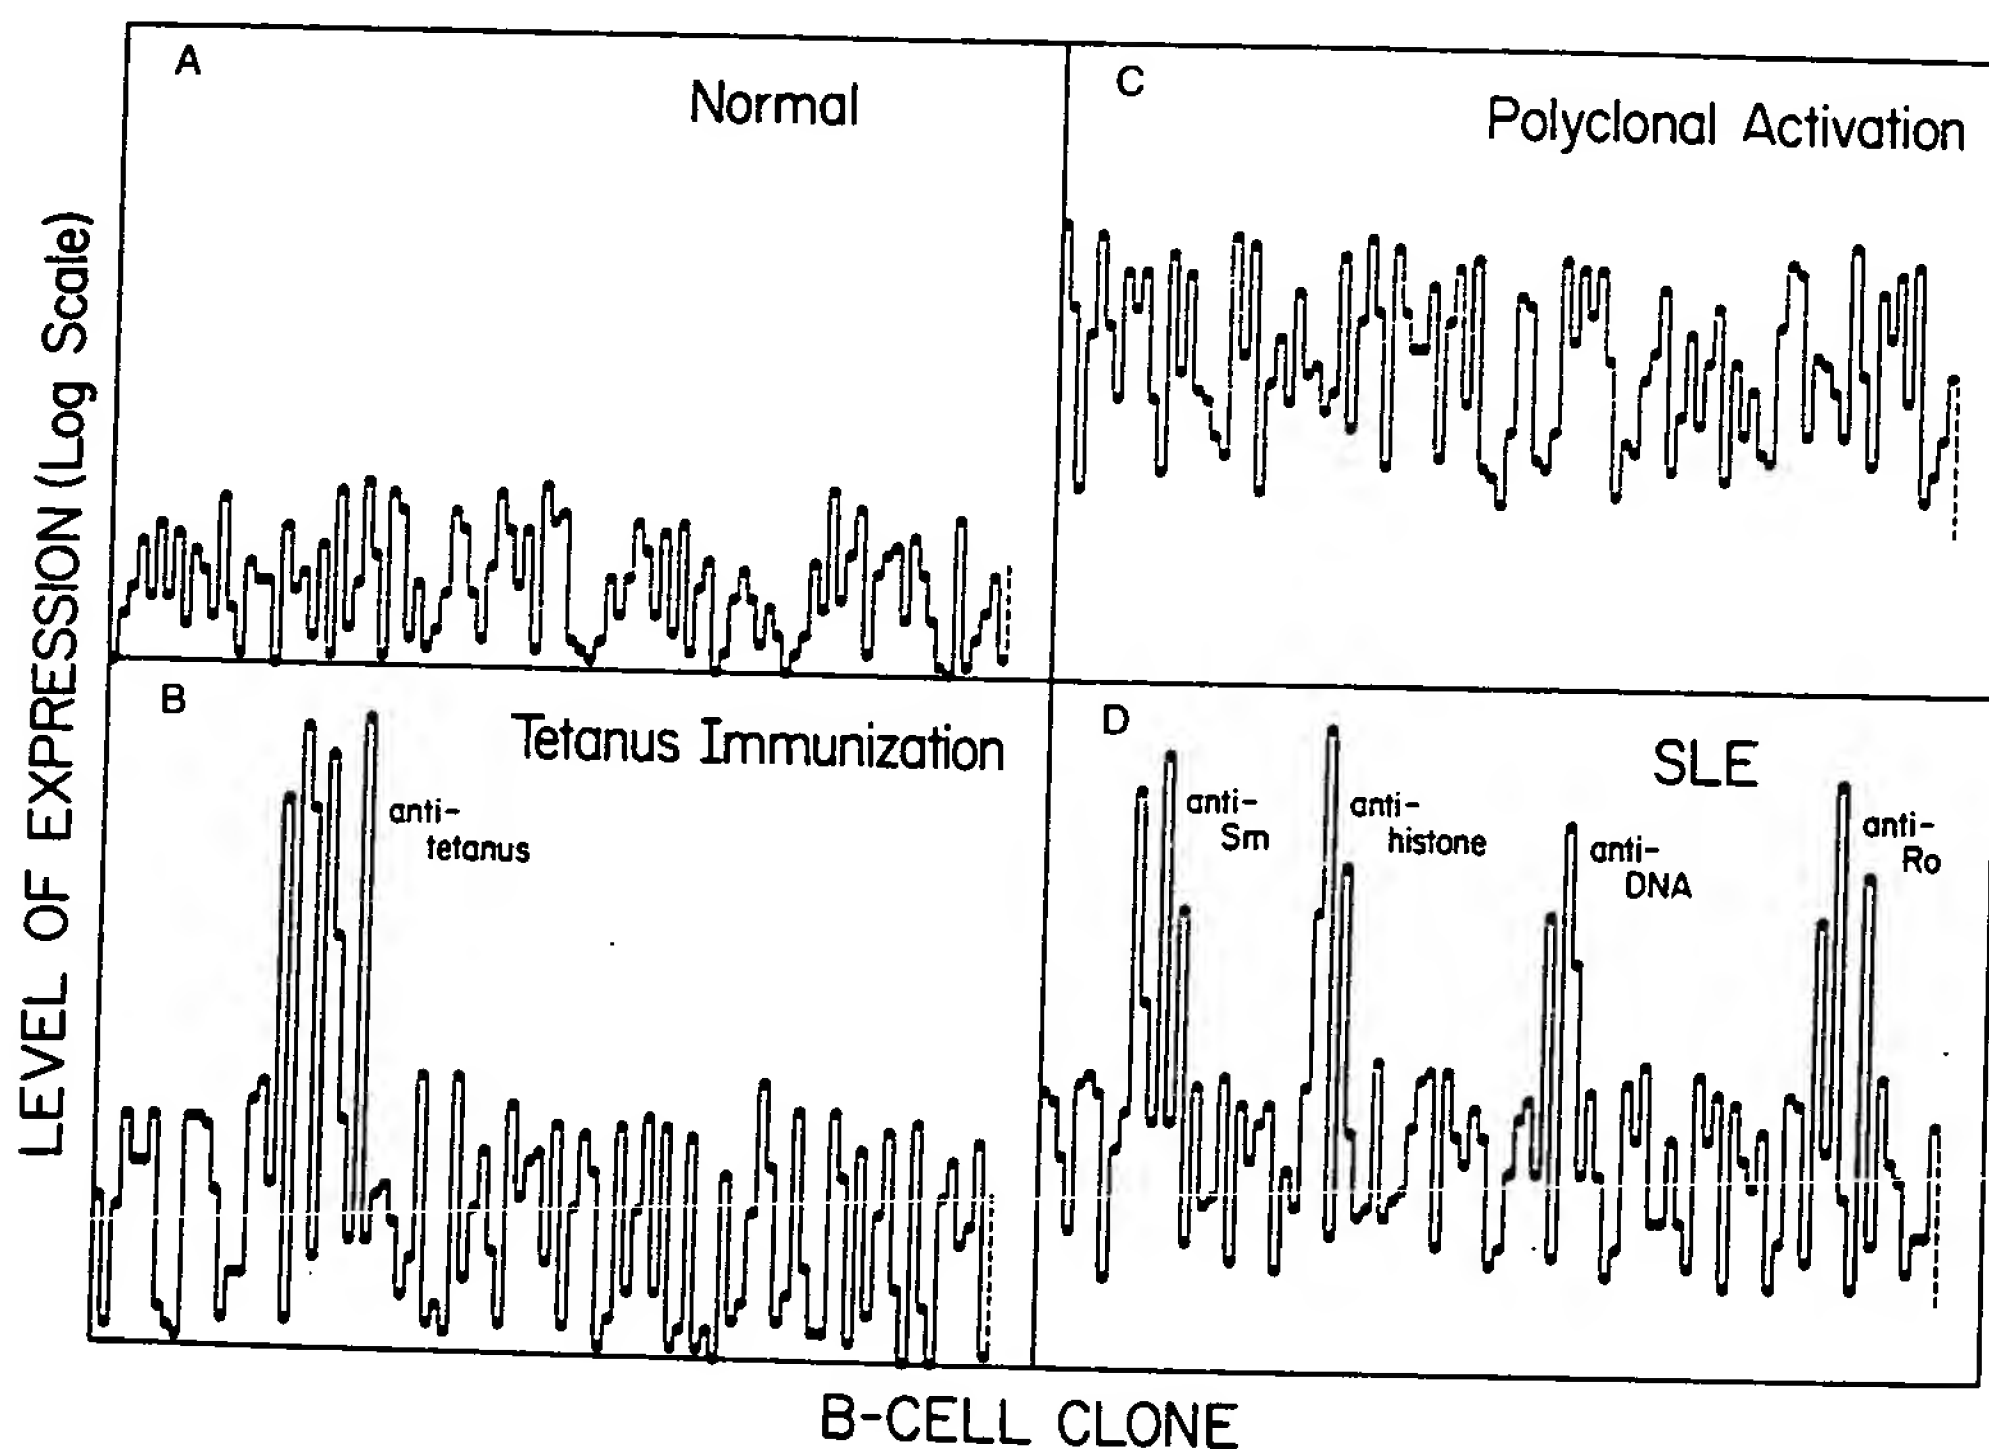 LEVEL OF EXPRESSION (Log Scale)
A
Normal
C
Polyclonal Activation
B
Tetanus Immunization
anti-
tetanus
D
SLE
anti-
Sm
anti-
histone
anti-
DNA
anti-
Ro
B-CELL CLONE